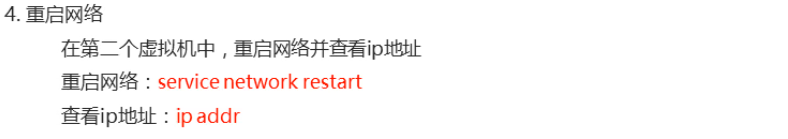 4. 重启网络
在第二个虚拟机中，重启网络并查看ip地址
重启网络：service network restart
查看ip地址：ip addr